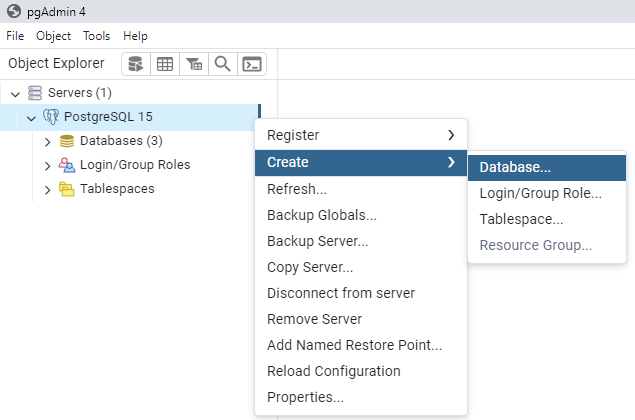 pgAdmin 4
File Object Tools Help
Object Explorer
Servers (1)
PostgreSQL 15
Databases (3)
Login/Group Roles
Tablespaces
Register
Create
Refresh...
Backup Globals...
Backup Server...
Copy Server...
Disconnect from server
Remove Server
Add Named Restore Point...
Reload Configuration
Properties...
Database...
Login/Group Role...
Tablespace...
Resource Group...